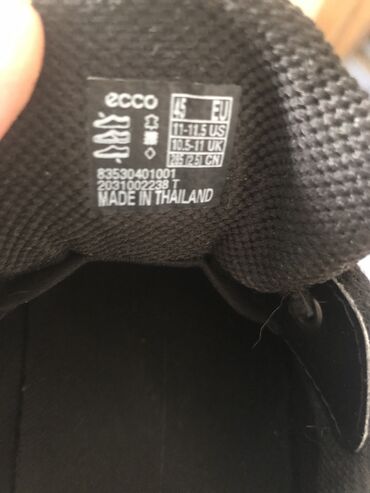 ecco
45 EU
11-11.5 US
10.5-11 UK
285 (2.5) CN
83530401001
2031002238 T
MADE IN THAILAND